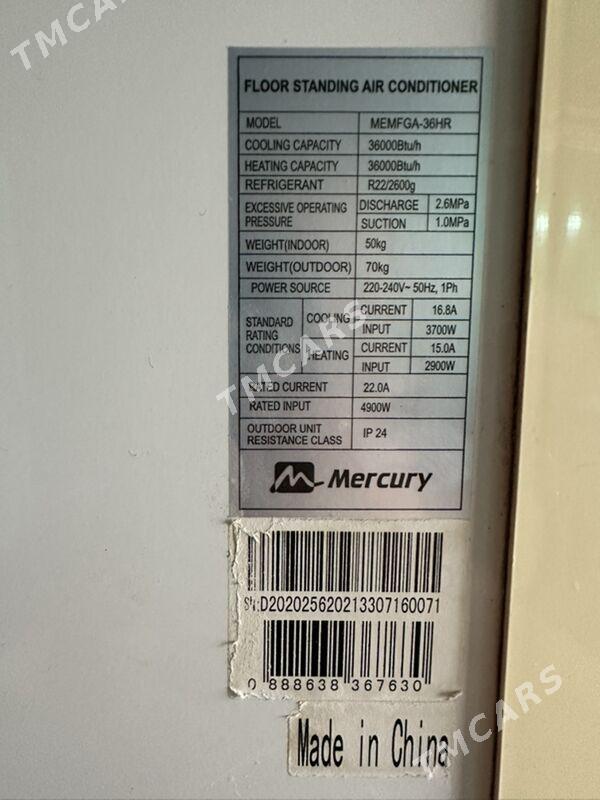 TMCARS
FLOOR STANDING AIR CONDITIONER
MODEL MEMFGA-36HR
COOLING CAPACITY 36000Btu/h
HEATING CAPACITY 36000Btu/h
REFRIGERANT R22/2600g
EXCESSIVE OPERATING PRESSURE DISCHARGE 2.6MPa
SUCTION 1.0MPa
WEIGHT(INDOOR) 50kg
WEIGHT(OUTDOOR) 70kg
POWER SOURCE 220-240V~ 50Hz, 1Ph
STANDARD RATING CONDITIONS COOLING CURRENT 16.8A
INPUT 3700W
HEATING CURRENT 15.0A
INPUT 2900W
TMCARS
RATED CURRENT 22.0A
RATED INPUT 4900W
OUTDOOR UNIT RESISTANCE CLASS IP 24
Mercury
SN:D202025620213307160071
0 888638 367630
Made in China
TMCARS